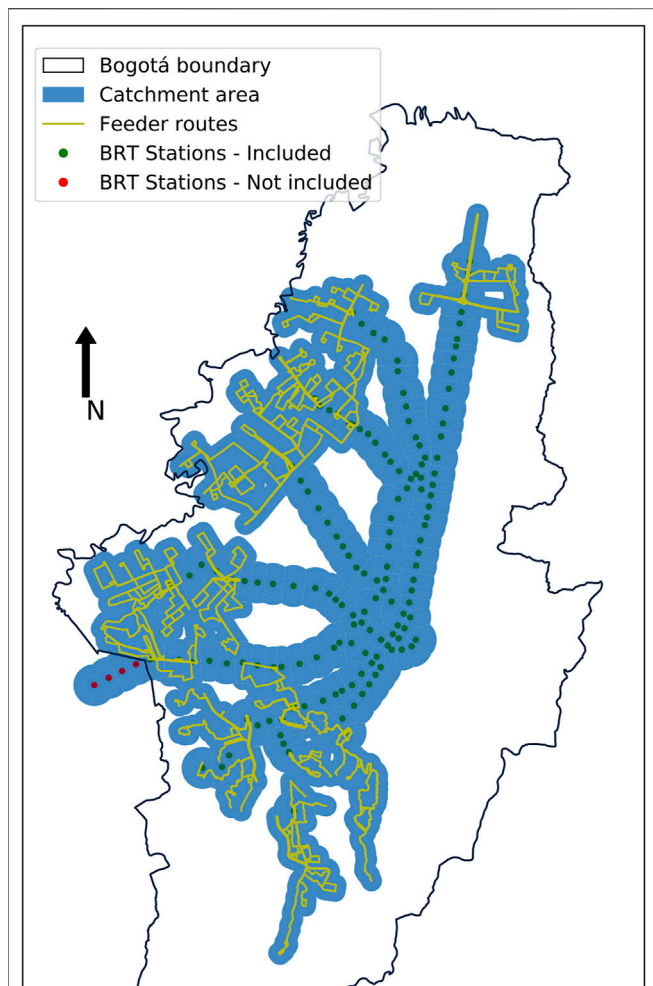 Bogotá boundary
Catchment area
Feeder routes
BRT Stations - Included
BRT Stations - Not included
N